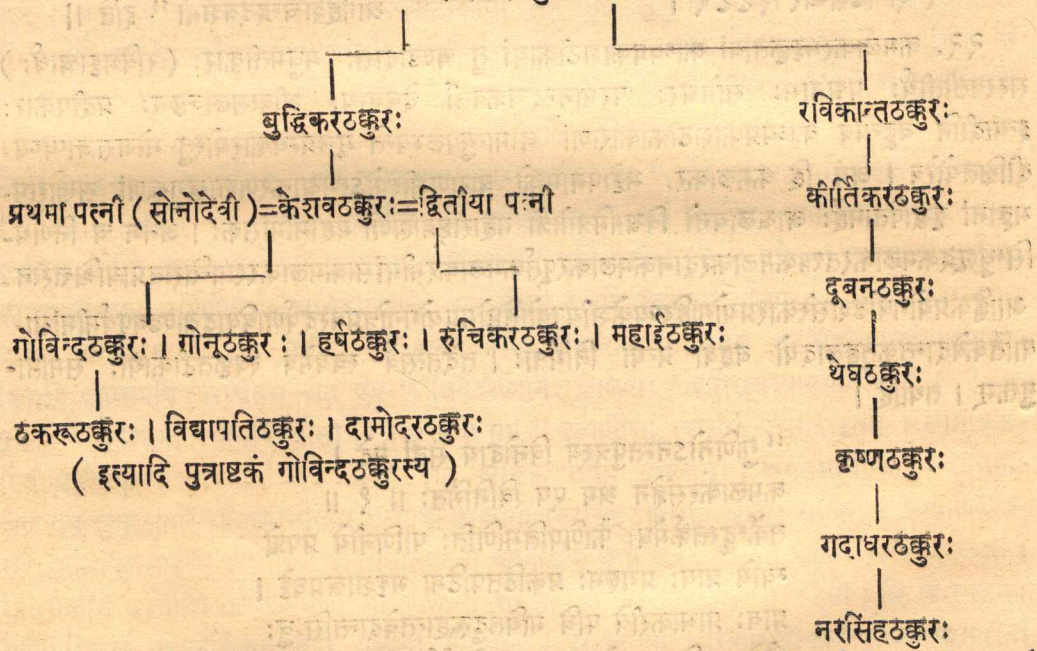 बुद्धिकरठक्कुरः रविकान्तठक्कुरः
प्रथमा पत्नी ( सोनोदेवी ) =केशवठक्कुरः=द्वितीया पत्नी कीर्तिकरठक्कुरः
दूबनठक्कुरः
गोविन्दठक्कुरः । गोनूठक्कुरः । हर्षठक्कुरः । रुचिकरठक्कुरः । महाईठक्कुरः
थेघठक्कुरः
ठकरूठक्कुरः । विद्यापतिठक्कुरः । दामोदरठक्कुरः
( इत्यादि पुत्राष्टकं गोविन्दठक्कुरस्य ) कृष्णठक्कुरः
गदाधरठक्कुरः
नरसिंहठक्कुरः